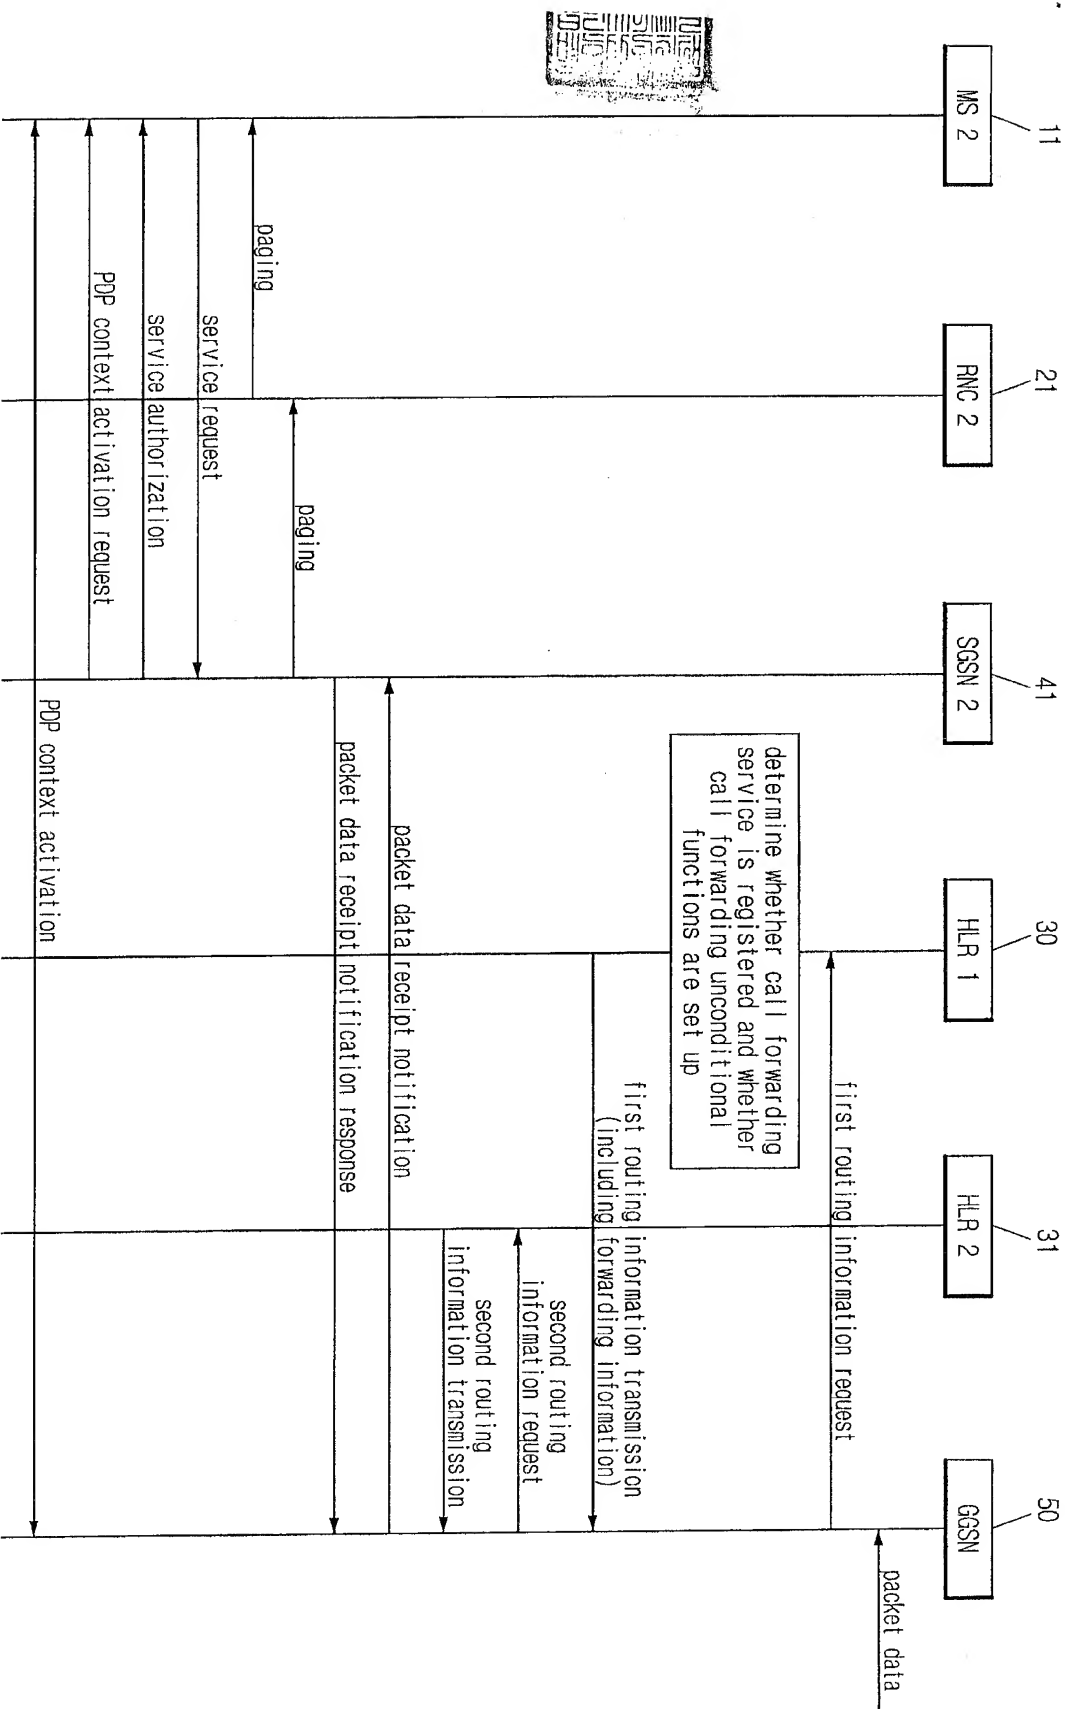 11
21
41
30
31
50
MS 2
RNC 2
SGSN 2
HLR 1
HLR 2
GGSN
packet data
first routing information request
determine whether call forwarding
service is registered and whether
call forwarding unconditional
functions are set up
first routing information transmission
(including forwarding information)
second routing
information request
second routing
information transmission
packet data receipt notification
packet data receipt notification response
paging
paging
service request
service authorization
PDP context activation request
PDP context activation